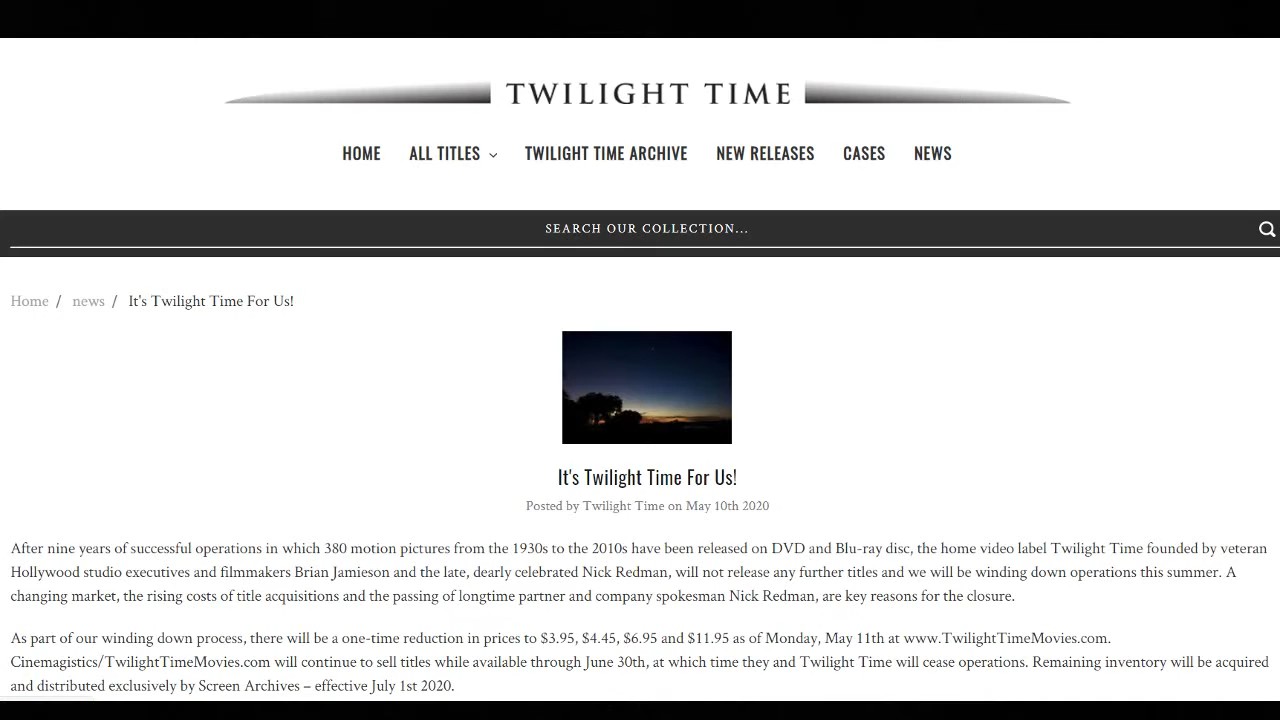 TWILIGHT TIME
HOME ALL TITLES TWILIGHT TIME ARCHIVE NEW RELEASES CASES NEWS
SEARCH OUR COLLECTION...
Home / news / It's Twilight Time For Us!
It's Twilight Time For Us!
Posted by Twilight Time on May 10th 2020
After nine years of successful operations in which 380 motion pictures from the 1930s to the 2010s have been released on DVD and Blu-ray disc, the home video label Twilight Time founded by veteran
Hollywood studio executives and filmmakers Brian Jamieson and the late, dearly celebrated Nick Redman, will not release any further titles and we will be winding down operations this summer. A
changing market, the rising costs of title acquisitions and the passing of longtime partner and company spokesman Nick Redman, are key reasons for the closure.
As part of our winding down process, there will be a one-time reduction in prices to $3.95, $4.45, $6.95 and $11.95 as of Monday, May 11th at www.TwilightTimeMovies.com.
Cinemagistics/TwilightTimeMovies.com will continue to sell titles while available through June 30th, at which time they and Twilight Time will cease operations. Remaining inventory will be acquired
and distributed exclusively by Screen Archives – effective July 1st 2020.